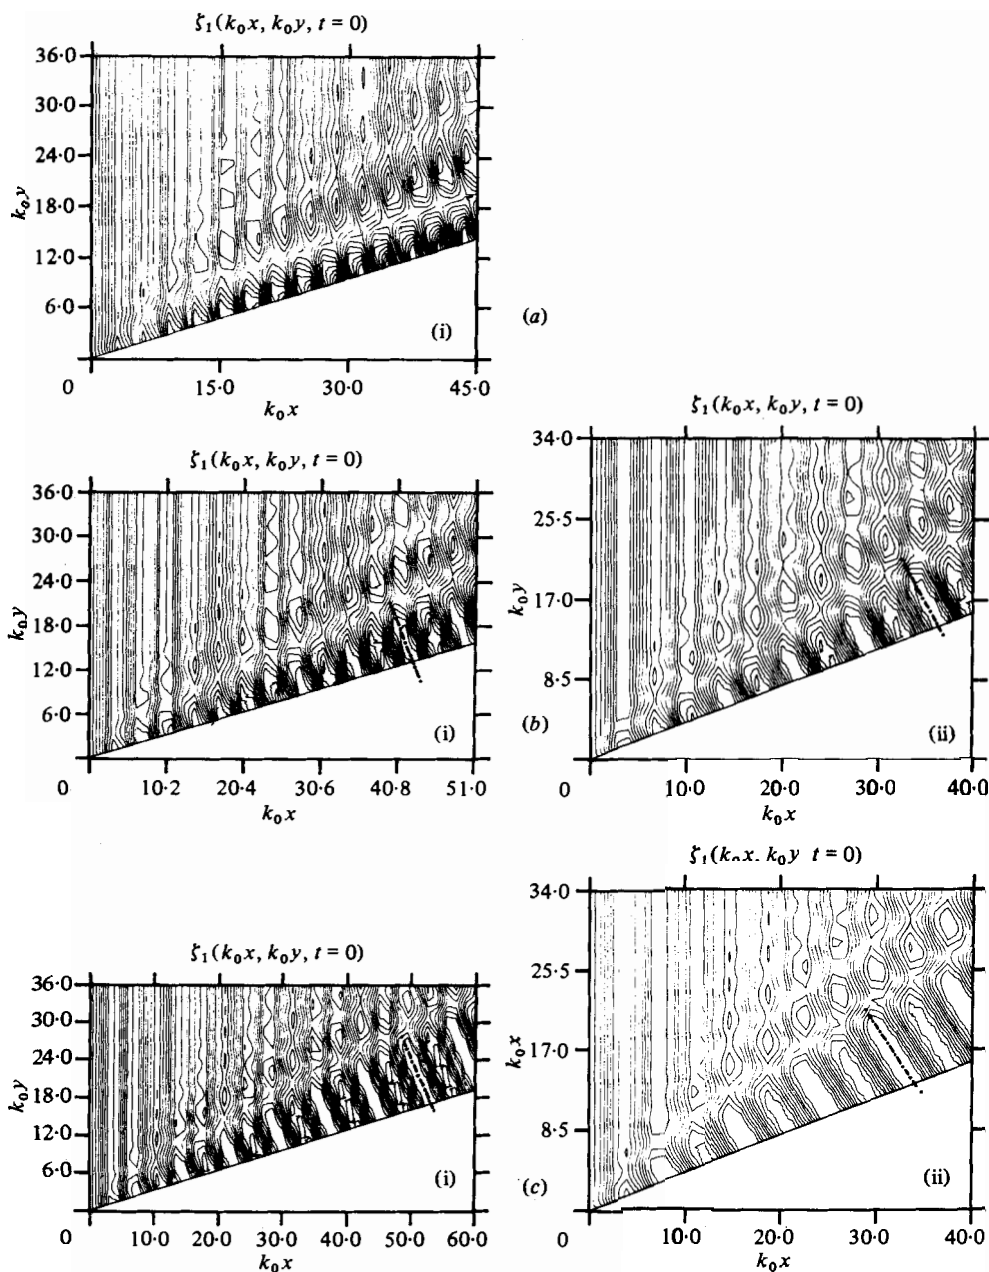 ζ₁(k₀x, k₀y, t = 0)
36·0
30·0
24·0
18·0
12·0
6·0
0
k₀y
15·0 30·0 45·0
k₀x
(i)
(a)
ζ₁(k₀x, k₀y, t = 0)
36·0
30·0
24·0
18·0
12·0
6·0
0
k₀y
10·2 20·4 30·6 40·8 51·0
k₀x
(i)
(b)
ζ₁(k₀x, k₀y, t = 0)
34·0
25·5
17·0
8·5
0
k₀y
10·0 20·0 30·0 40·0
k₀x
(ii)
ζ₁(k₀x, k₀y, t = 0)
36·0
30·0
24·0
18·0
12·0
6·0
0
k₀y
10·0 20·0 30·0 40·0 50·0 60·0
k₀x
(i)
(c)
ζ₁(k₀x, k₀y t = 0)
34·0
25·5
17·0
8·5
0
k₀x
10·0 20·0 30·0 40·0
k₀x
(ii)